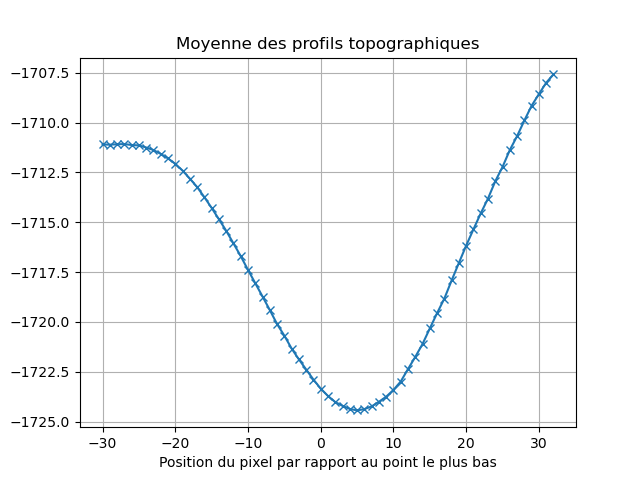 Moyenne des profils topographiques
−1707.5
−1710.0
−1712.5
−1715.0
−1717.5
−1720.0
−1722.5
−1725.0
−30 −20 −10 0 10 20 30
Position du pixel par rapport au point le plus bas